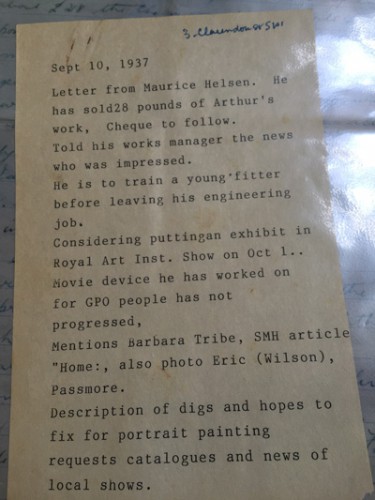 3, Clarendon St SW1
Sept 10, 1937
Letter from Maurice Helsen. He
has sold28 pounds of Arthur's
work, Cheque to follow.
Told his works manager the news
who was impressed.
He is to train a young fitter
before leaving his engineering
job.
Considering puttingan exhibit in
Royal Art Inst. Show on Oct 1..
Movie device he has worked on
for GPO people has not
progressed,
Mentions Barbara Tribe, SMH article
"Home:, also photo Eric (Wilson),
Passmore.
Description of digs and hopes to
fix for portrait painting
requests catalogues and news of
local shows.